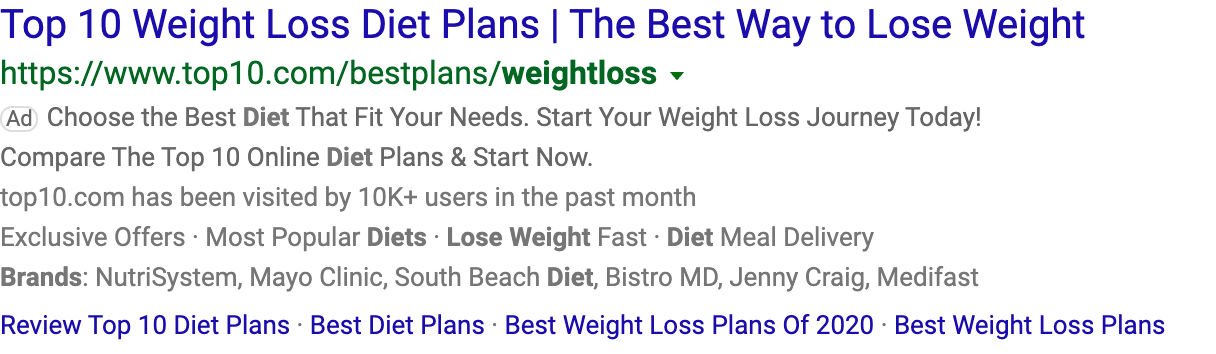 Top 10 Weight Loss Diet Plans | The Best Way to Lose Weight
https://www.top10.com/bestplans/weightloss
Ad Choose the Best Diet That Fit Your Needs. Start Your Weight Loss Journey Today!
Compare The Top 10 Online Diet Plans & Start Now.
top10.com has been visited by 10K+ users in the past month
Exclusive Offers · Most Popular Diets · Lose Weight Fast · Diet Meal Delivery
Brands: NutriSystem, Mayo Clinic, South Beach Diet, Bistro MD, Jenny Craig, Medifast
Review Top 10 Diet Plans · Best Diet Plans · Best Weight Loss Plans Of 2020 · Best Weight Loss Plans